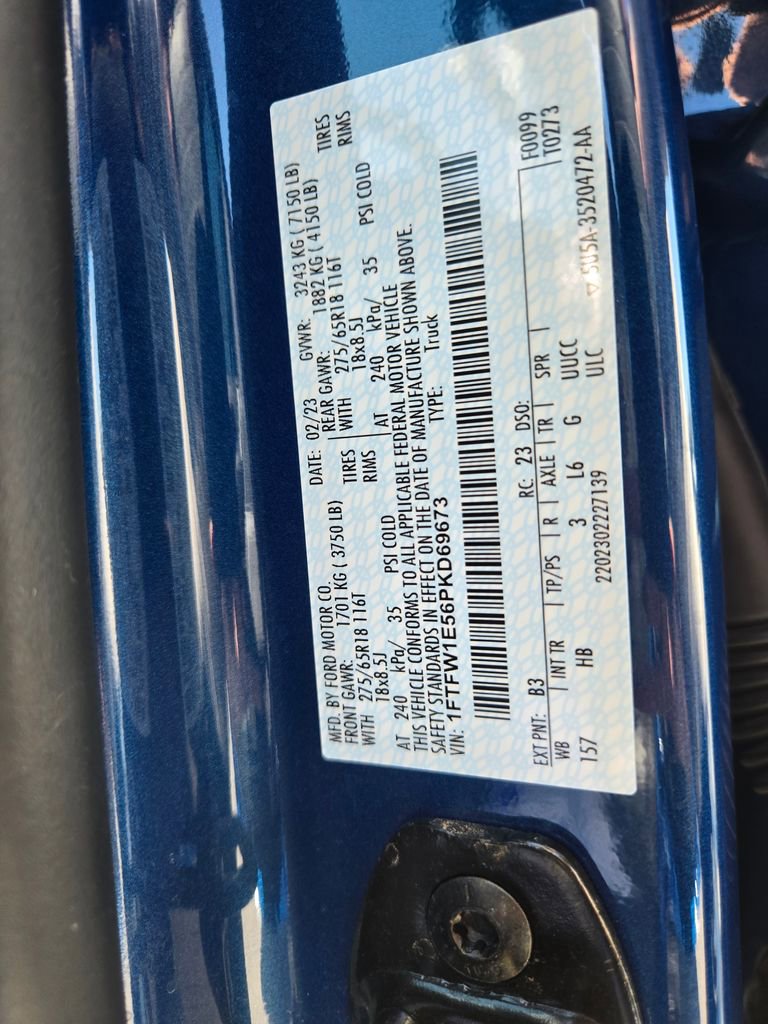 MFD. BY FORD MOTOR CO.
DATE: 02/23 GVWR: 3243 KG ( 7150 LB)
FRONT GAWR: 1701 KG ( 3750 LB) REAR GAWR: 1882 KG ( 4150 LB)
WITH 275/65R18 116T TIRES WITH 275/65R18 116T TIRES
18x8.5J RIMS 18x8.5J RIMS
AT 240 kPa/ 35 PSI COLD AT 240 kPa/ 35 PSI COLD
THIS VEHICLE CONFORMS TO ALL APPLICABLE FEDERAL MOTOR VEHICLE
SAFETY STANDARDS IN EFFECT ON THE DATE OF MANUFACTURE SHOWN ABOVE.
VIN: 1FTFW1E56PKD69673 TYPE: Truck
F0099
EXT PNT: B3 RC: 23 DSO: T0273
WB INT TR TP/PS R AXLE TR SPR
157 HB 3 L6 G UUCC
2202302227139 ULC 5U5A-3520472-AA